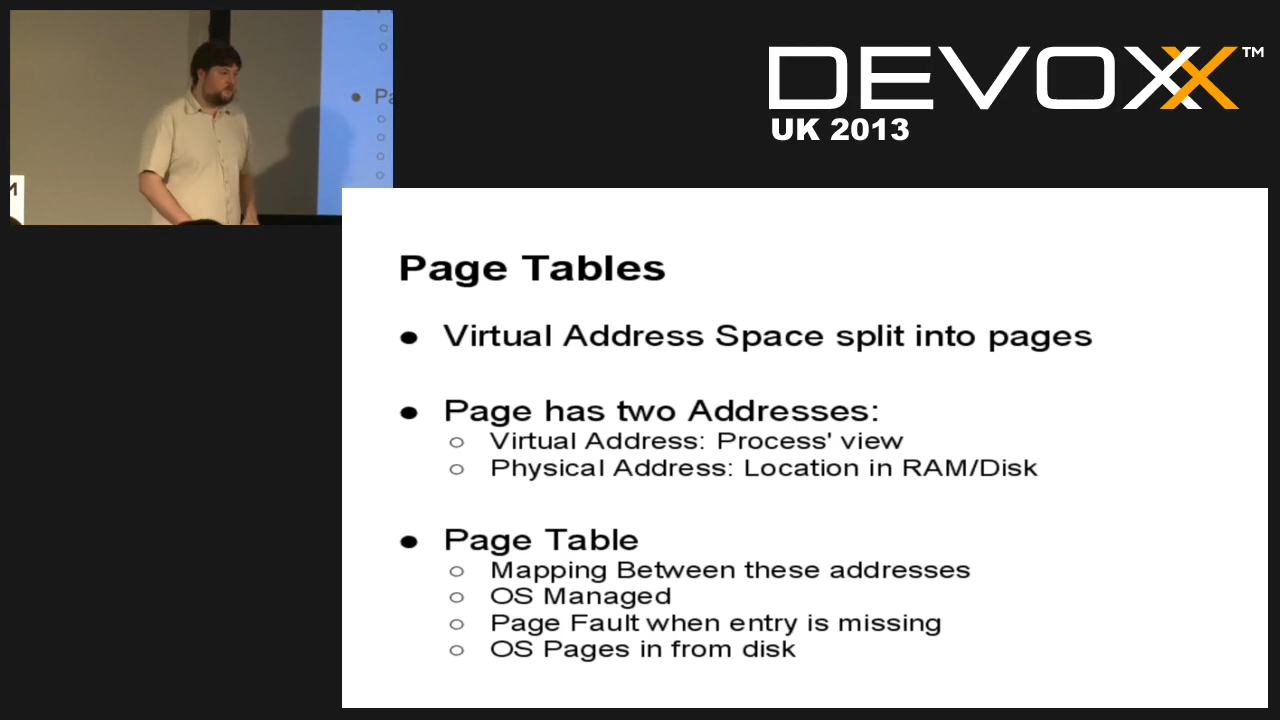 DEVOXX™
UK 2013
Page Tables
● Virtual Address Space split into pages
● Page has two Addresses:
○ Virtual Address: Process' view
○ Physical Address: Location in RAM/Disk
● Page Table
○ Mapping Between these addresses
○ OS Managed
○ Page Fault when entry is missing
○ OS Pages in from disk